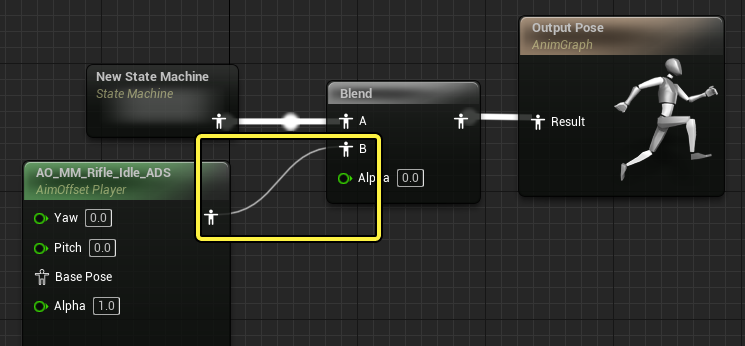 Output Pose
AnimGraph
New State Machine
State Machine
Blend
A
Result
B
Alpha 0.0
AO_MM_Rifle_Idle_ADS
AimOffset Player
Yaw 0.0
Pitch 0.0
Base Pose
Alpha 1.0